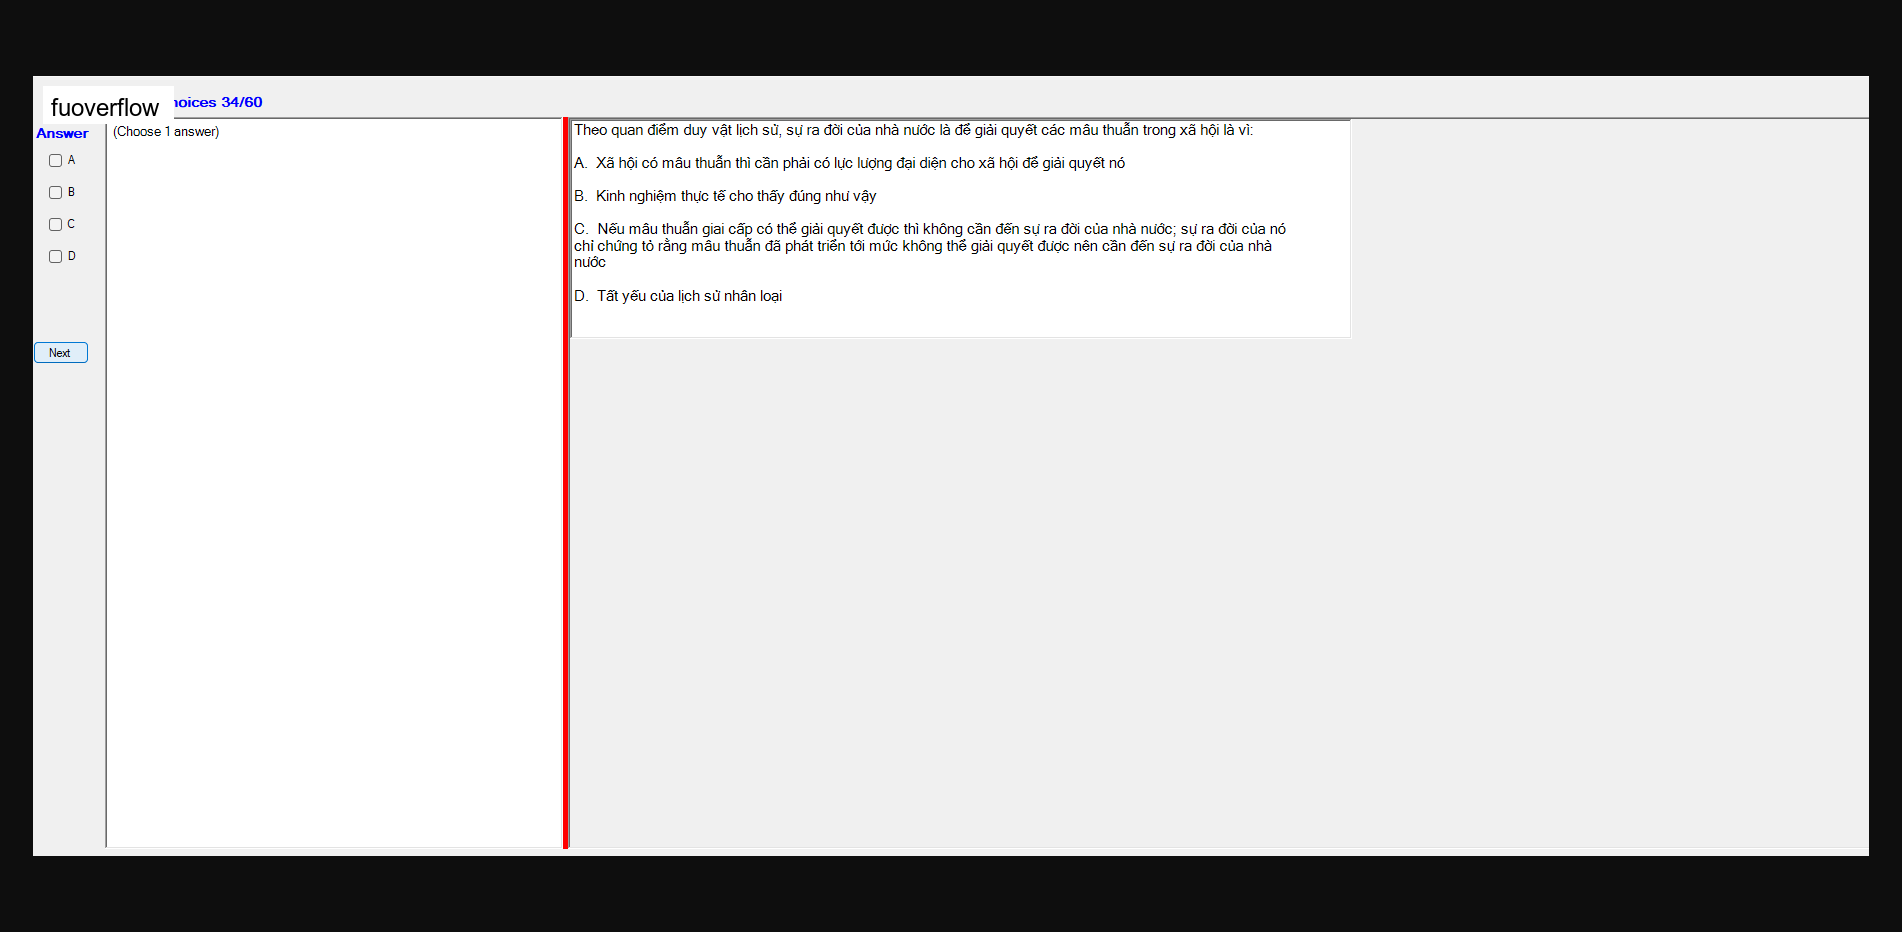 fuoverflow
hoices 34/60
Answer
(Choose 1 answer)
A
B
C
D
Next
Theo quan điểm duy vật lịch sử, sự ra đời của nhà nước là để giải quyết các mâu thuẫn trong xã hội là vì:
A. Xã hội có mâu thuẫn thì cần phải có lực lượng đại diện cho xã hội để giải quyết nó
B. Kinh nghiệm thực tế cho thấy đúng như vậy
C. Nếu mâu thuẫn giai cấp có thể giải quyết được thì không cần đến sự ra đời của nhà nước; sự ra đời của nó
chỉ chứng tỏ rằng mâu thuẫn đã phát triển tới mức không thể giải quyết được nên cần đến sự ra đời của nhà
nước
D. Tất yếu của lịch sử nhân loại